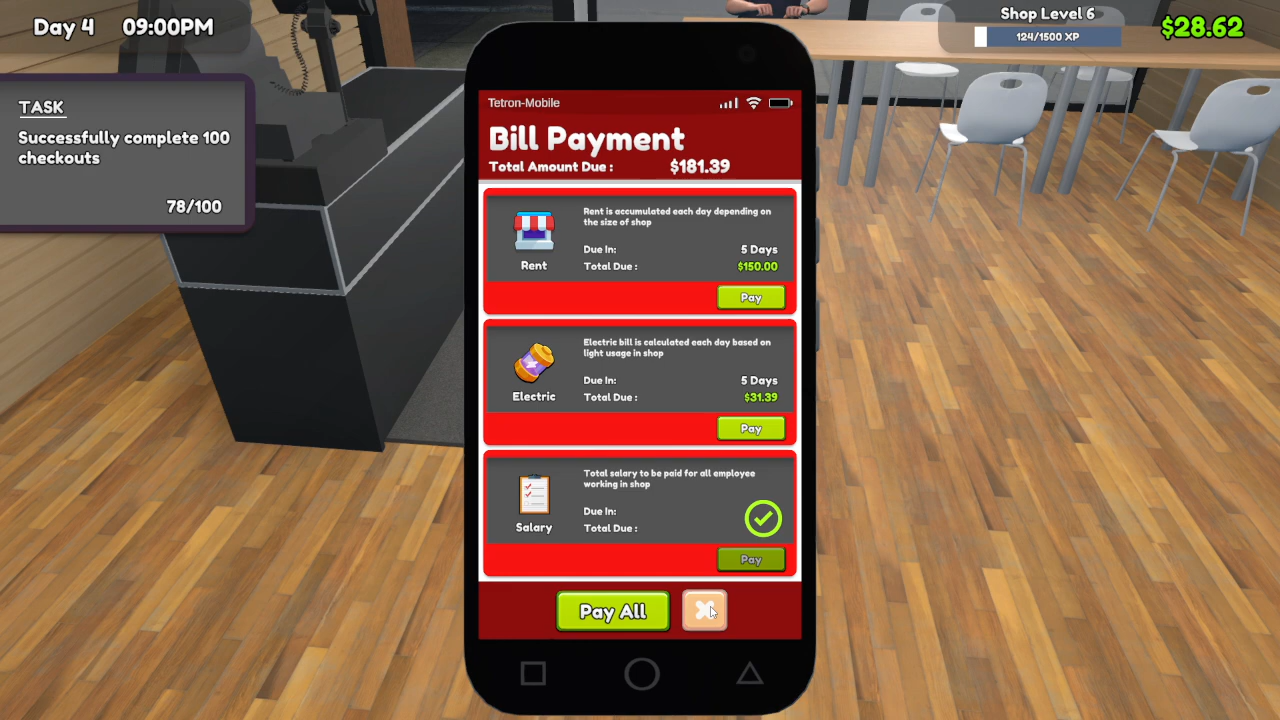 Day 4 09:00PM
Shop Level 6
124/1500 XP
$28.62
TASK
Successfully complete 100
checkouts
78/100
Tetron-Mobile
Bill Payment
Total Amount Due : $181.39
Rent is accumulated each day depending on
the size of shop
Due In: 5 Days
Total Due : $150.00
Rent
Pay
Electric bill is calculated each day based on
light usage in shop
Due In: 5 Days
Total Due : $31.39
Electric
Pay
Total salary to be paid for all employee
working in shop
Due In:
Total Due :
Salary
Pay
Pay All